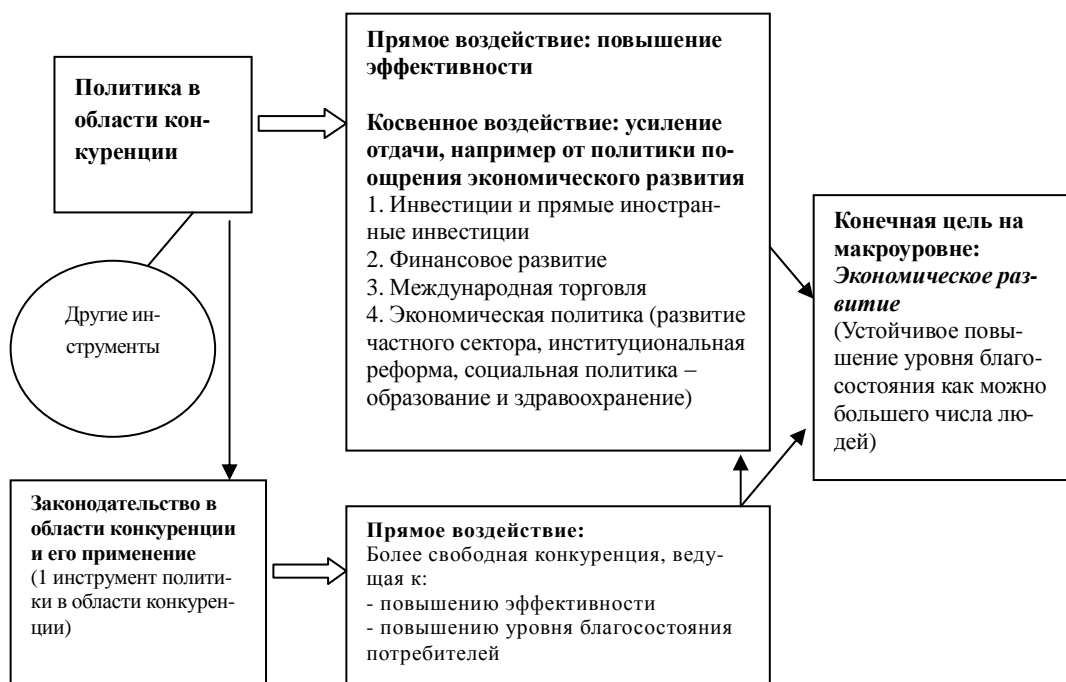 Политика в
области кон-
куренции
Прямое воздействие: повышение
эффективности
Косвенное воздействие: усиление
отдачи, например от политики по-
ощрения экономического развития
1. Инвестиции и прямые иностран-
ные инвестиции
2. Финансовое развитие
3. Международная торговля
4. Экономическая политика (развитие
частного сектора, институциональная
реформа, социальная политика –
образование и здравоохранение)
Конечная цель на
макроуровне:
Экономическое раз-
витие
(Устойчивое повы-
шение уровня благо-
состояния как можно
большего числа лю-
дей)
Другие ин-
струменты
Законодательство в
области конкуренции
и его применение
(1 инструмент полити-
ки в области конкурен-
ции)
Прямое воздействие:
Более свободная конкуренция, веду-
щая к:
- повышению эффективности
- повышению уровня благосостояния
потребителей